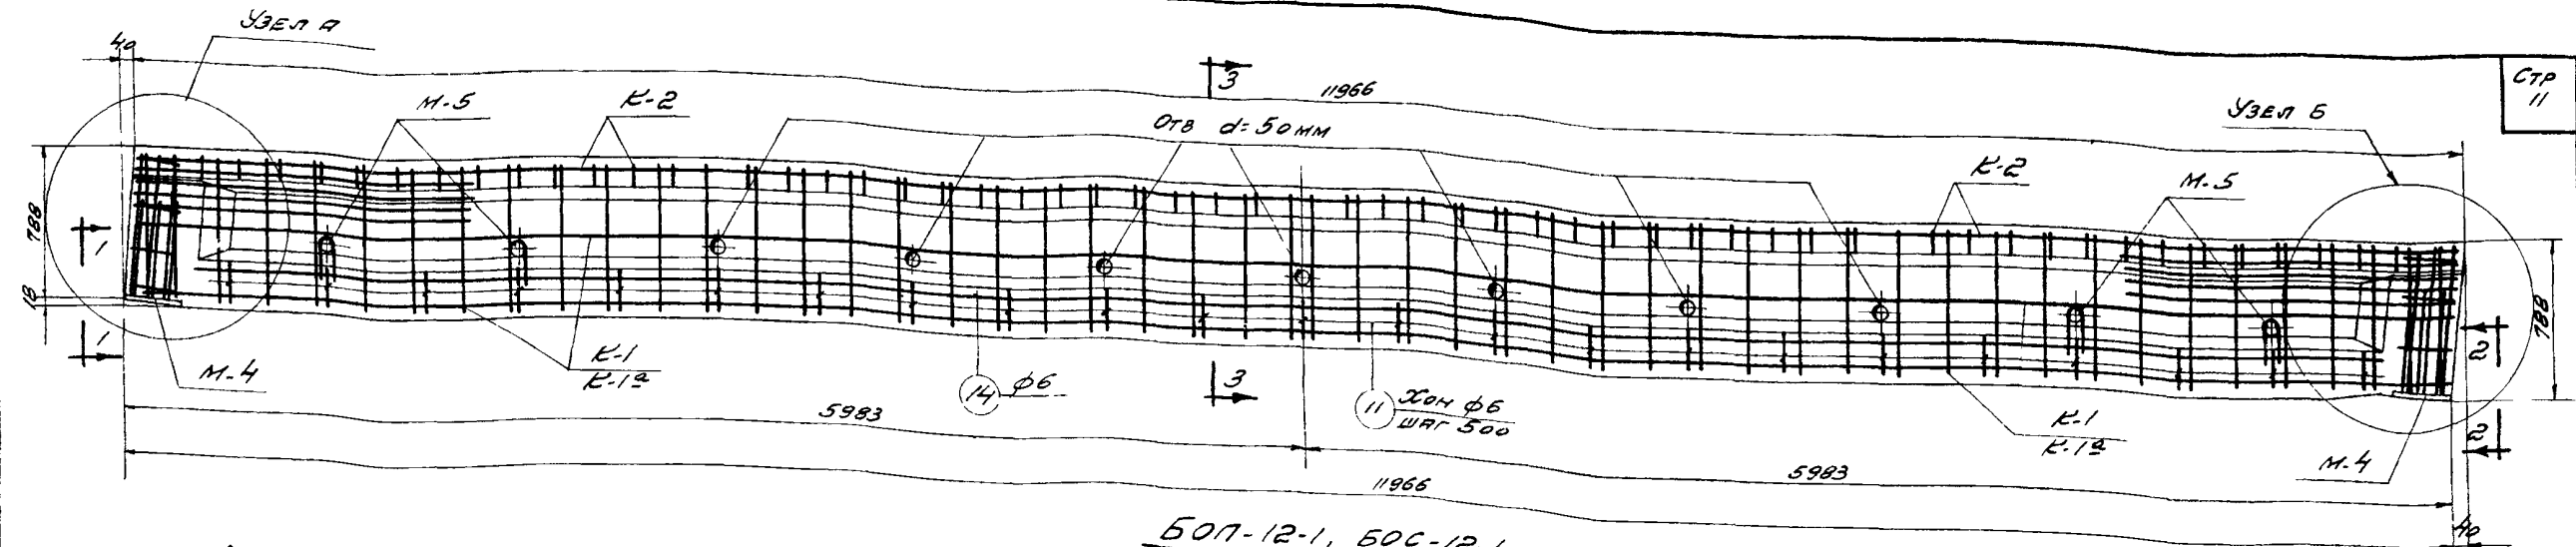 Узел А
40
М-5
К-2
3
11966
Отв d=50мм
Узел Б
Стр
11
К-2
М-5
788
1
18
1
М-4
К-1
К-1а
14 ф6
3
11 Хом ф6
шаг 500
5983
К-1
К-1а
2
2
788
М-4
5983
11966
40
БОП-12-1, БОС-12-1